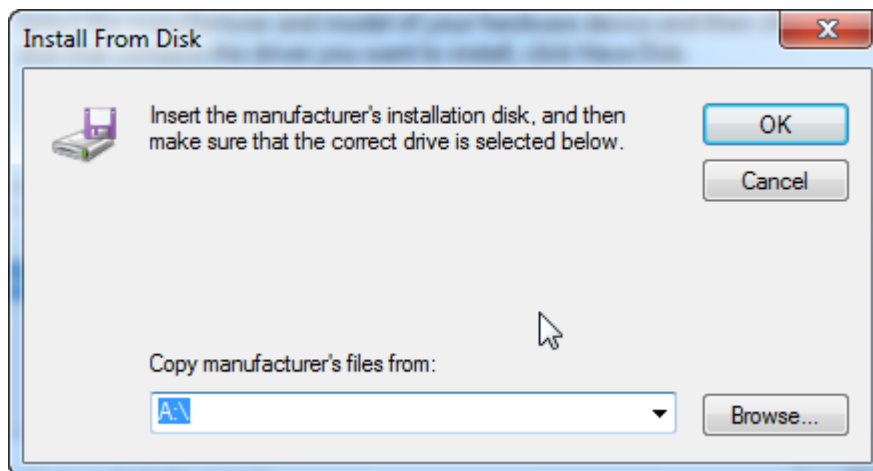 Install From Disk
Insert the manufacturer's installation disk, and then
make sure that the correct drive is selected below.
OK
Cancel
Copy manufacturer's files from:
A:\
Browse...